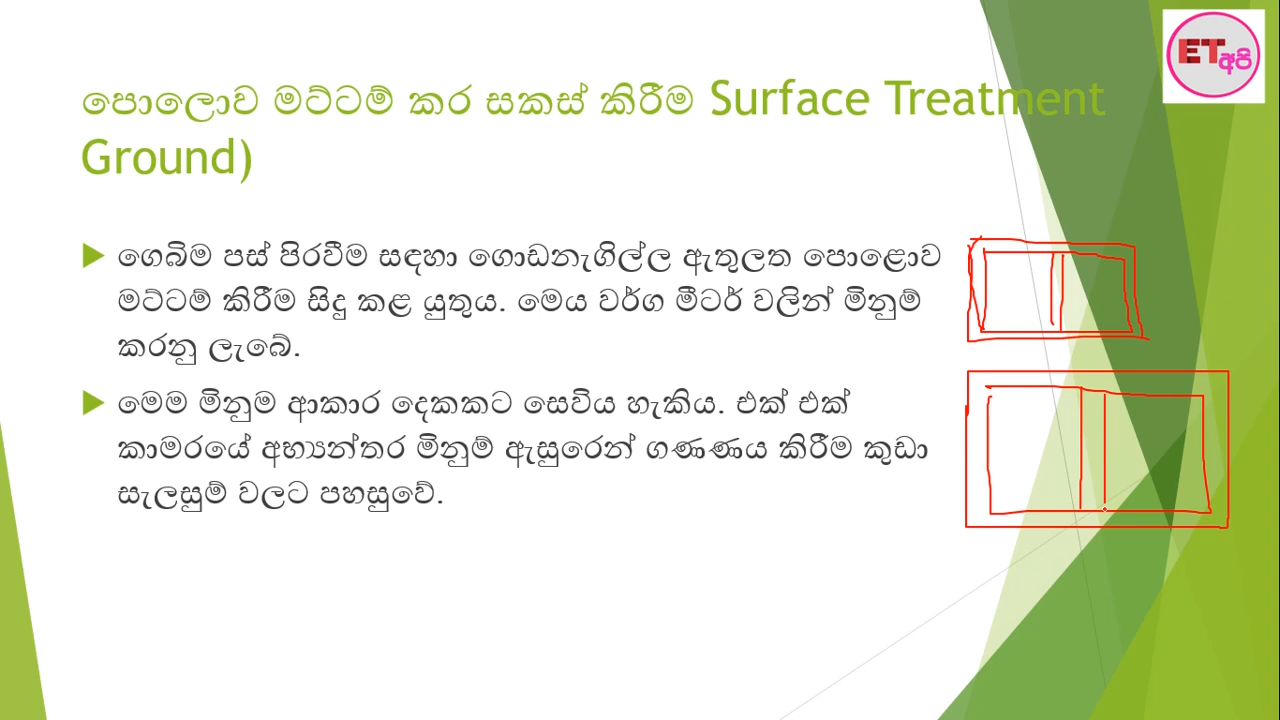 පොලොව මට්ටම් කර සකස් කිරීම Surface Treatment
Ground)
ගෙබිම පස් පිරවීම සඳහා ගොඩනැගිල්ල ඇතුලත පොළොව
මට්ටම් කිරීම සිදු කළ යුතුය. මෙය වර්ග මීටර් වලින් මිනුම්
කරනු ලැබේ.
මෙම මිනුම ආකාර දෙකකට සෙවිය හැකිය. එක් එක්
කාමරයේ අභ්‍යන්තර මිනුම් ඇසුරෙන් ගණණය කිරීම කුඩා
සැලසුම් වලට පහසුවේ.
ET
අපි